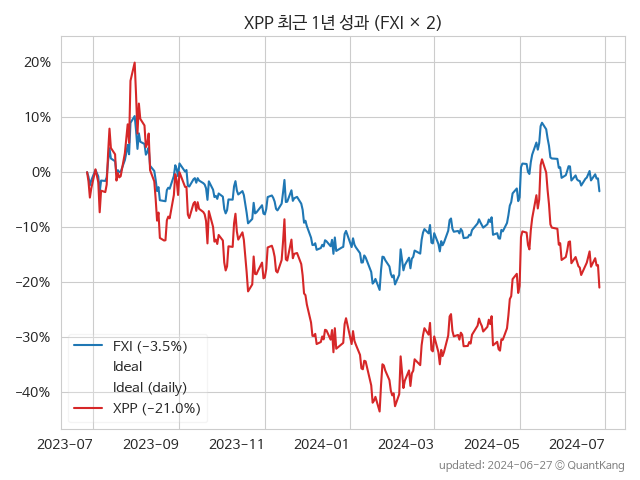 XPP 최근 1년 성과 (FXI × 2)
20%
10%
0%
−10%
−20%
−30%
−40%
FXI (−3.5%)
Ideal
Ideal (daily)
XPP (−21.0%)
2023-07 2023-09 2023-11 2024-01 2024-03 2024-05 2024-07
updated: 2024-06-27 © QuantKang